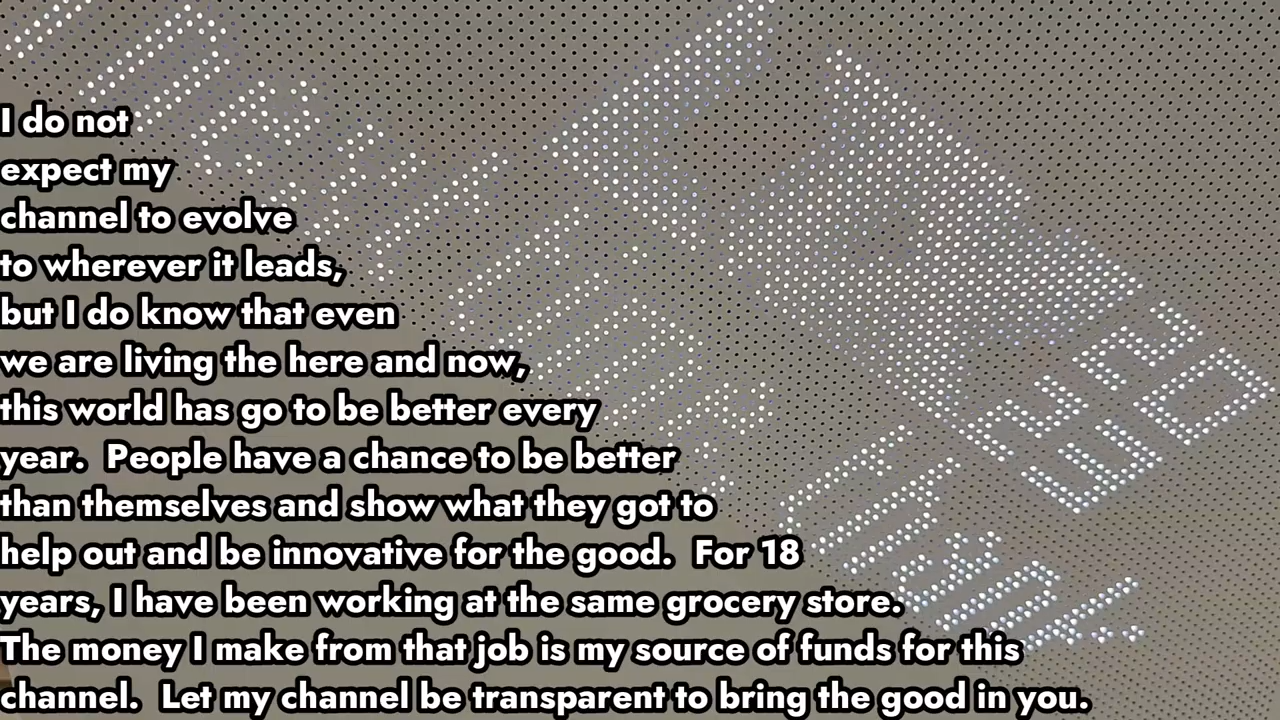 I do not
expect my
channel to evolve
to wherever it leads,
but I do know that even
we are living the here and now,
this world has go to be better every
year.  People have a chance to be better
than themselves and show what they got to
help out and be innovative for the good.  For 18
years, I have been working at the same grocery store.
The money I make from that job is my source of funds for this
channel.  Let my channel be transparent to bring the good in you.